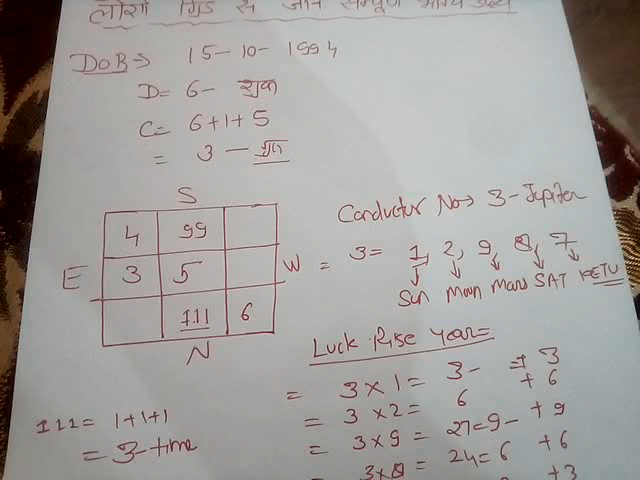 लोशो ग्रिड से जाने सम्पूर्ण भाग्य उदय
DOB→ 15-10-1994
D= 6- शुक्र
C= 6+1+5
= 3 - गुरु
S
4 99
E 3 5 W
111 6
N
Conductor No→ 3-Jupiter
= 3= 1, 2, 9, 8, 7
Sun Moon Mars SAT KETU
Luck Rise Year=
= 3×1= 3- = 3
= 3×2= 6 +6
= 3×9= 27=9- +9
= 3×8= 24=6 +6
+3
111= 1+1+1
= 3-time